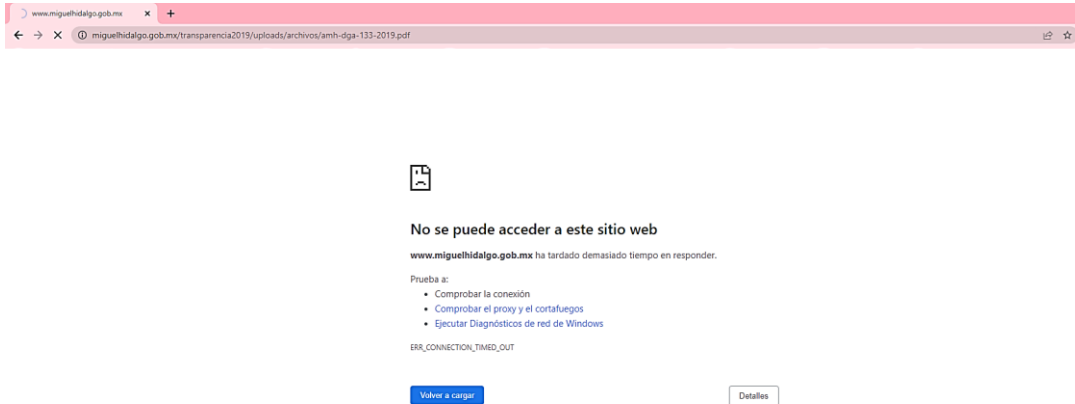 www.miguelhidalgo.gob.mx
miguelhidalgo.gob.mx/transparencia2019/uploads/archivos/amh-dga-133-2019.pdf
No se puede acceder a este sitio web
www.miguelhidalgo.gob.mx ha tardado demasiado tiempo en responder.
Prueba a:
• Comprobar la conexión
• Comprobar el proxy y el cortafuegos
• Ejecutar Diagnósticos de red de Windows
ERR_CONNECTION_TIMED_OUT
Volver a cargar
Detalles